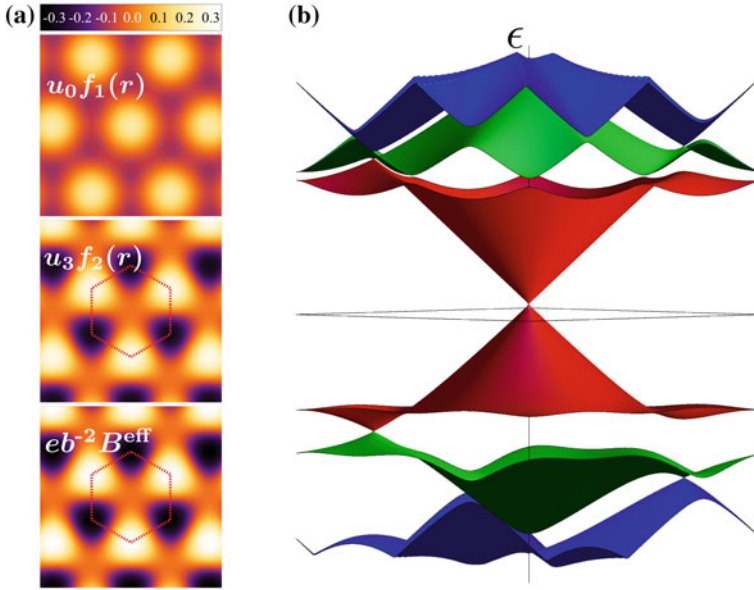 (a)
-0.3 -0.2 -0.1 0.0 0.1 0.2 0.3
u₀f₁(r)
u₃f₂(r)
eb⁻²Bᵉᶠᶠ
(b)
ϵ